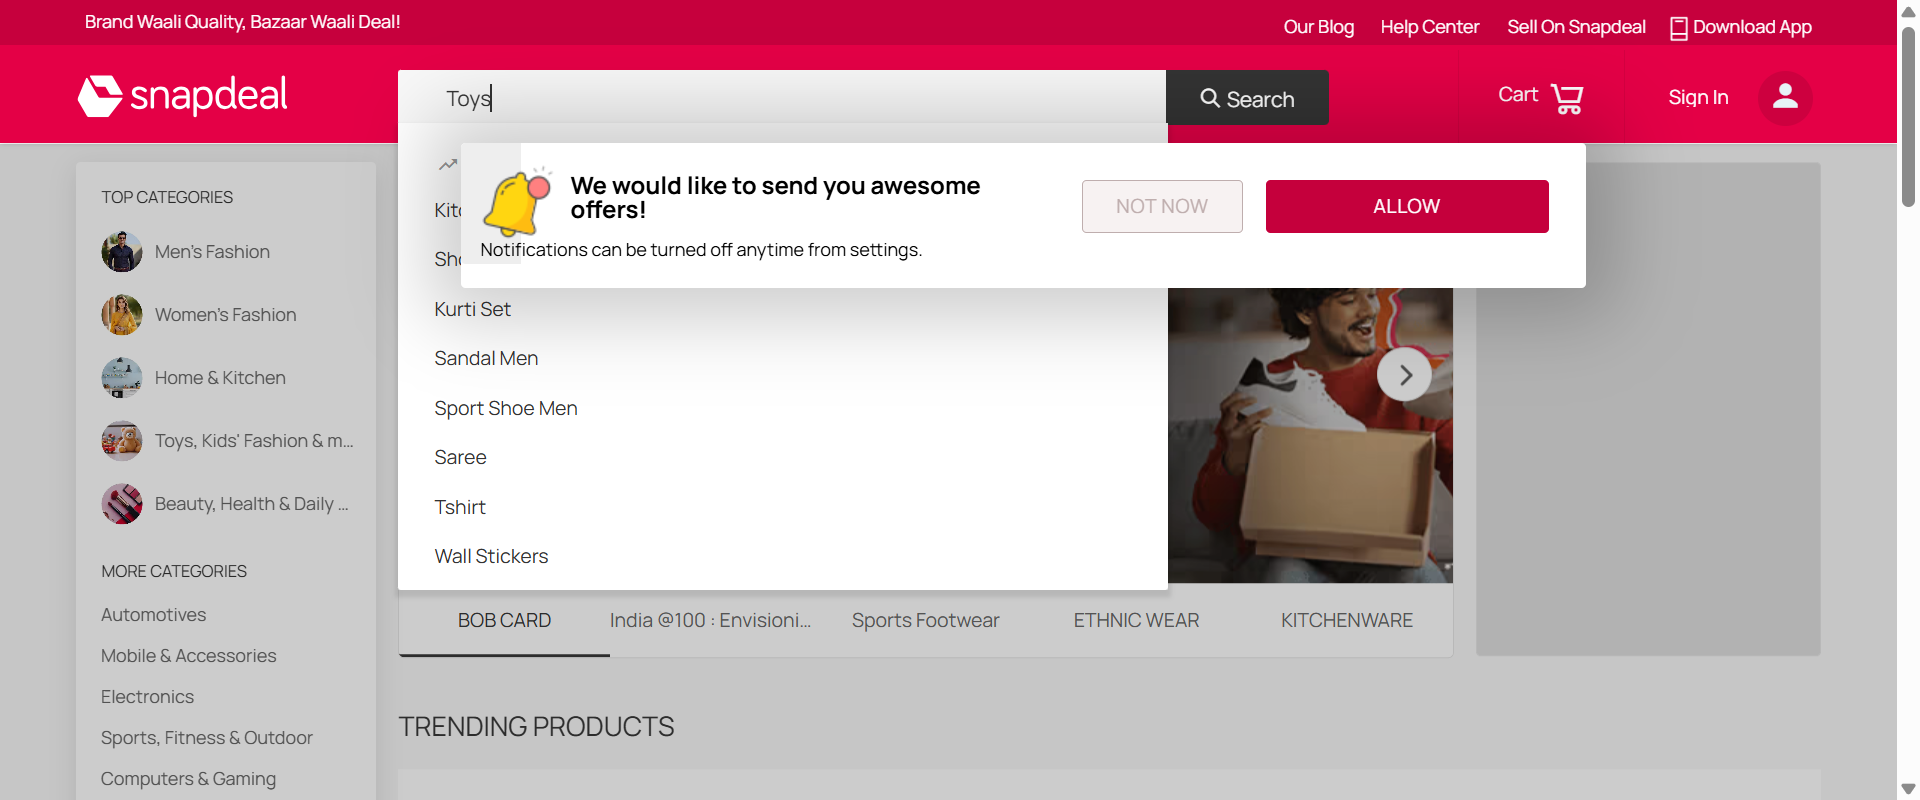 Brand Waali Quality, Bazaar Waali Deal!
Our Blog
Help Center
Sell On Snapdeal
Download App
snapdeal
Toys
Search
Cart
Sign In
TOP CATEGORIES
Men's Fashion
Women's Fashion
Home & Kitchen
Toys, Kids' Fashion & m...
Beauty, Health & Daily ...
MORE CATEGORIES
Automotives
Mobile & Accessories
Electronics
Sports, Fitness & Outdoor
Computers & Gaming
We would like to send you awesome
offers!
Notifications can be turned off anytime from settings.
NOT NOW
ALLOW
Kurti Set
Sandal Men
Sport Shoe Men
Saree
Tshirt
Wall Stickers
BOB CARD
India @100 : Envisioni...
Sports Footwear
ETHNIC WEAR
KITCHENWARE
TRENDING PRODUCTS